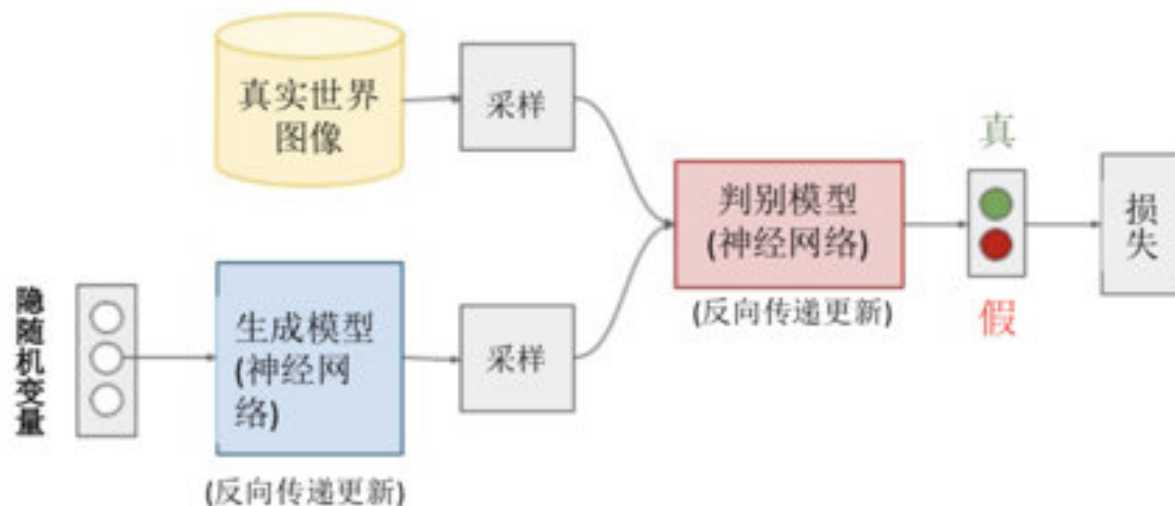 真实世界
图像
采样
真
判别模型
(神经网络)
损
失
(反向传递更新)
假
隐随机变量
生成模型
(神经网
络)
采样
(反向传递更新)